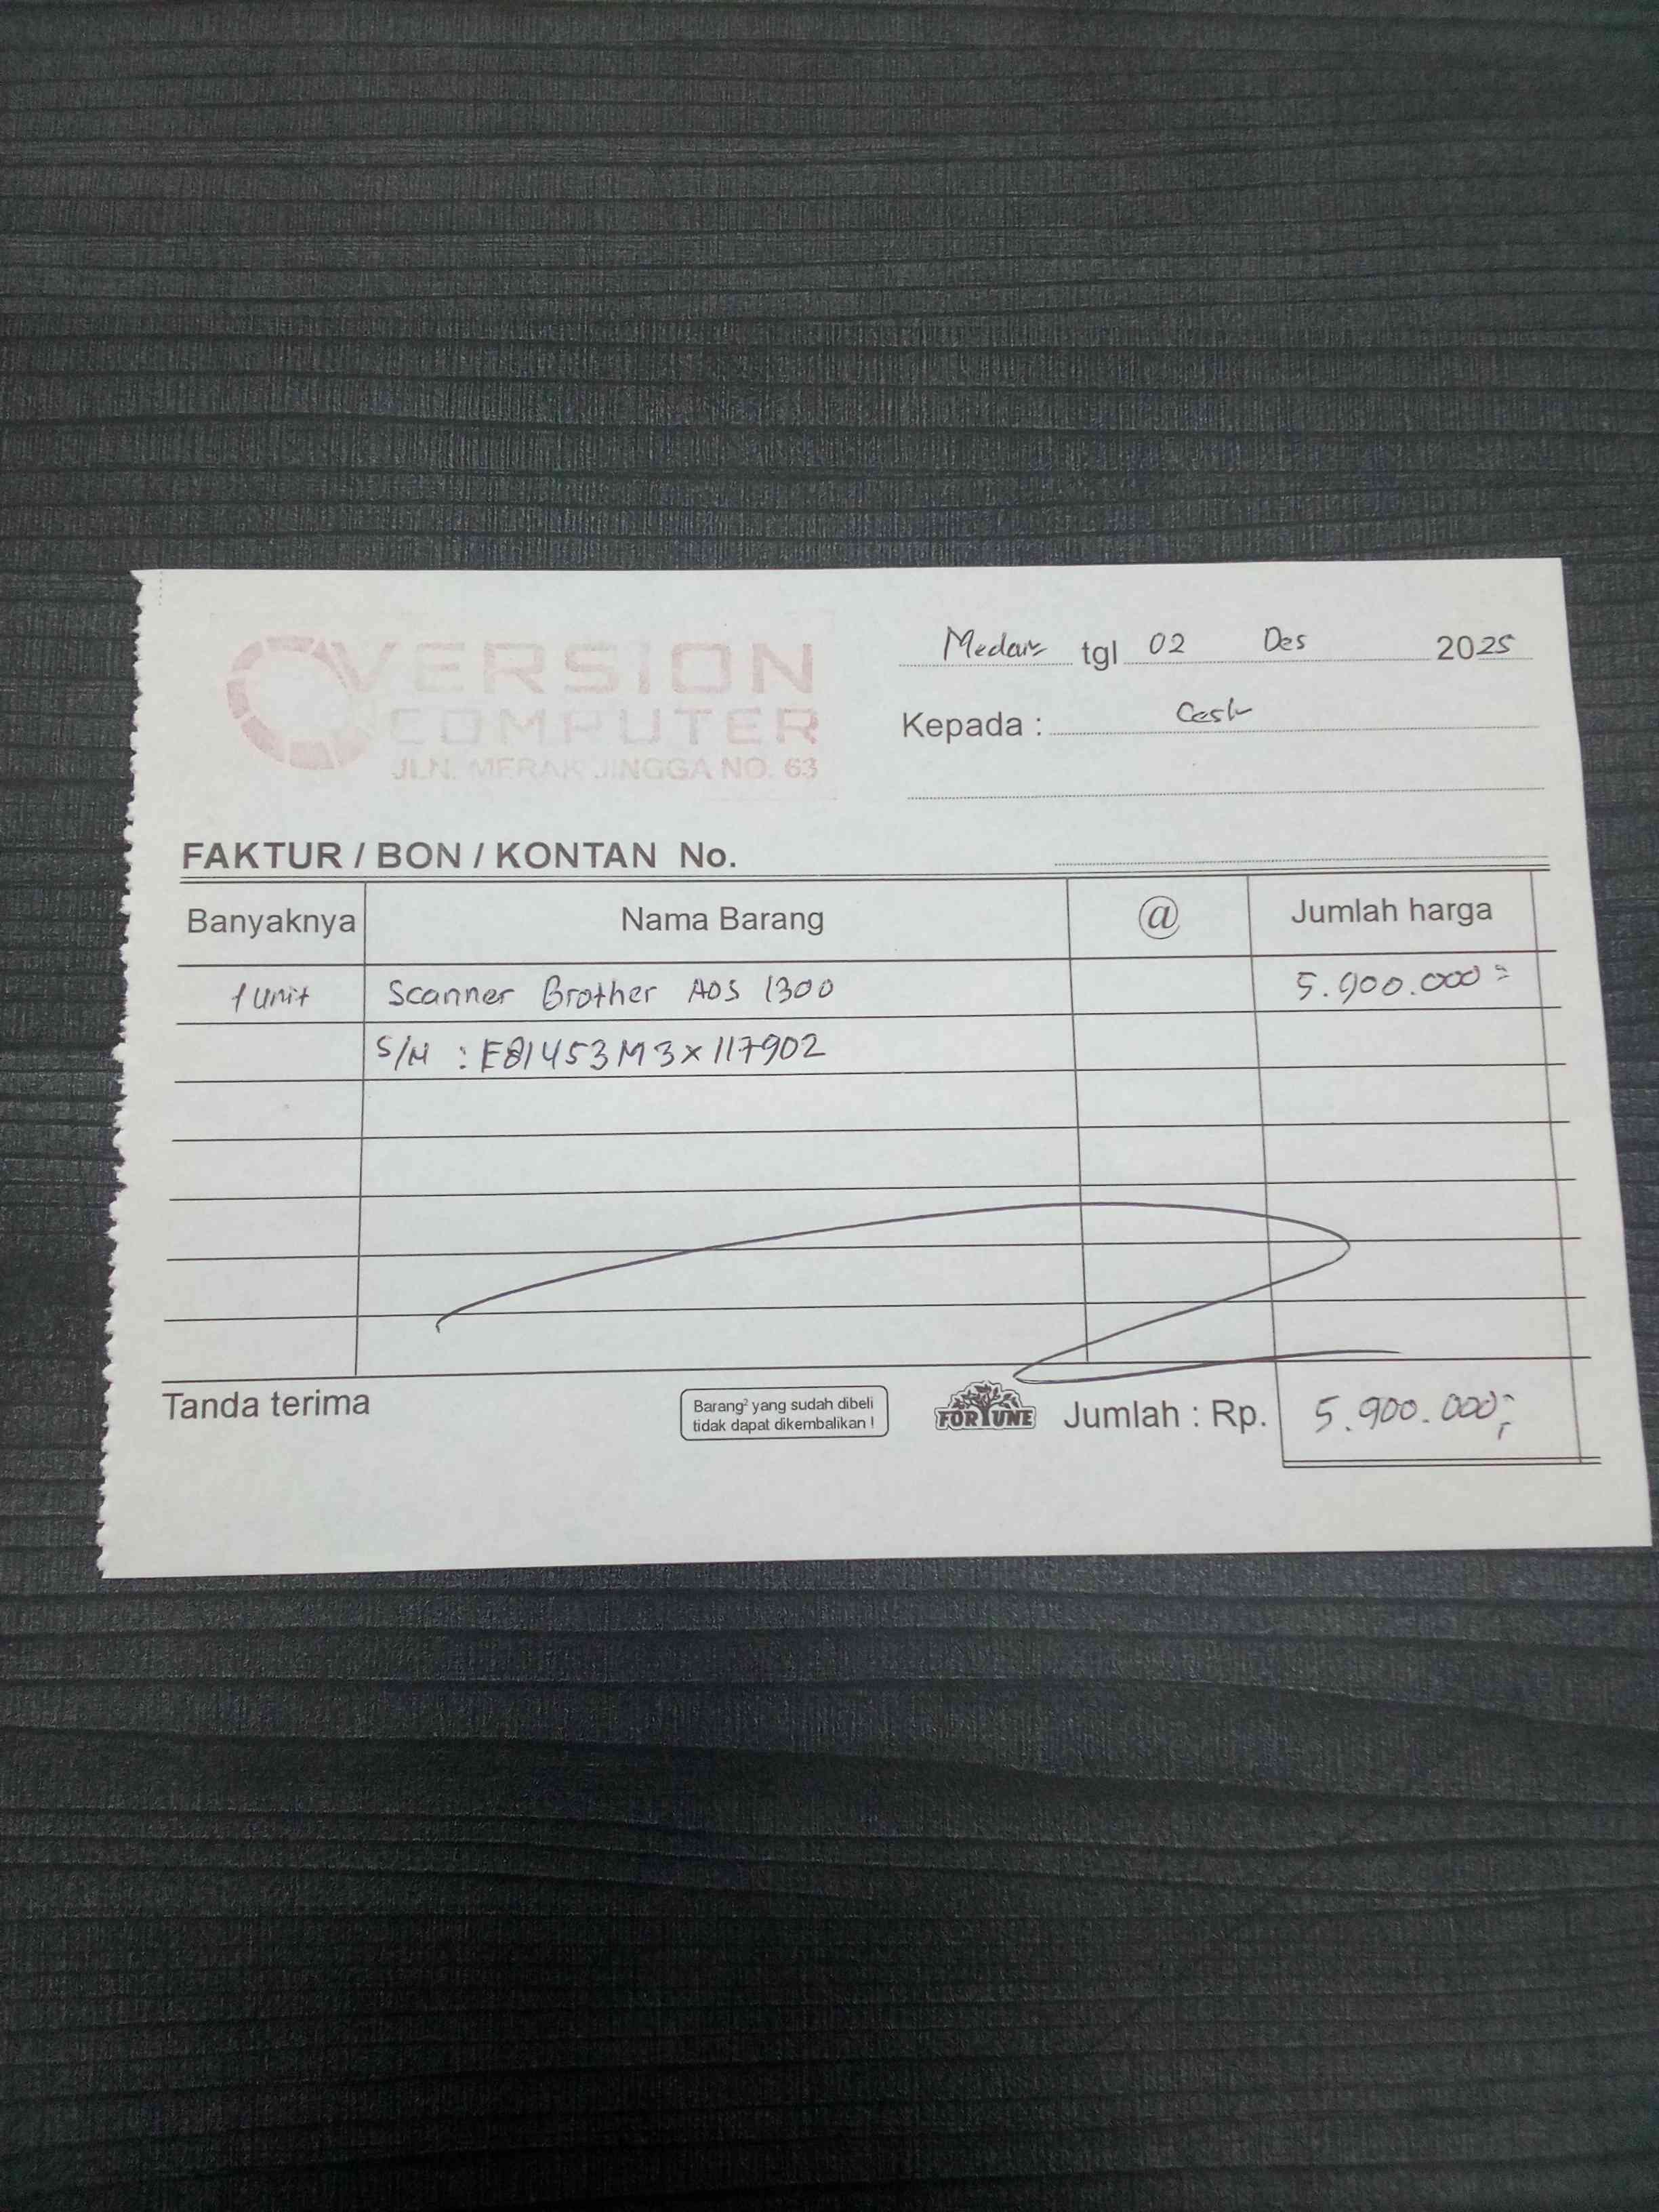 VERSION
COMPUTER
JLN. MERAK JINGGA NO. 63
Medan tgl 02 Des 2025
Kepada : Cash
FAKTUR / BON / KONTAN No.
Banyaknya Nama Barang @ Jumlah harga
1 Unit Scanner Brother ADS 1300 5.900.000
S/N : E81453M3X117902
Tanda terima
Barang² yang sudah dibeli
tidak dapat dikembalikan !
FORTUNE
Jumlah : Rp. 5.900.000,-